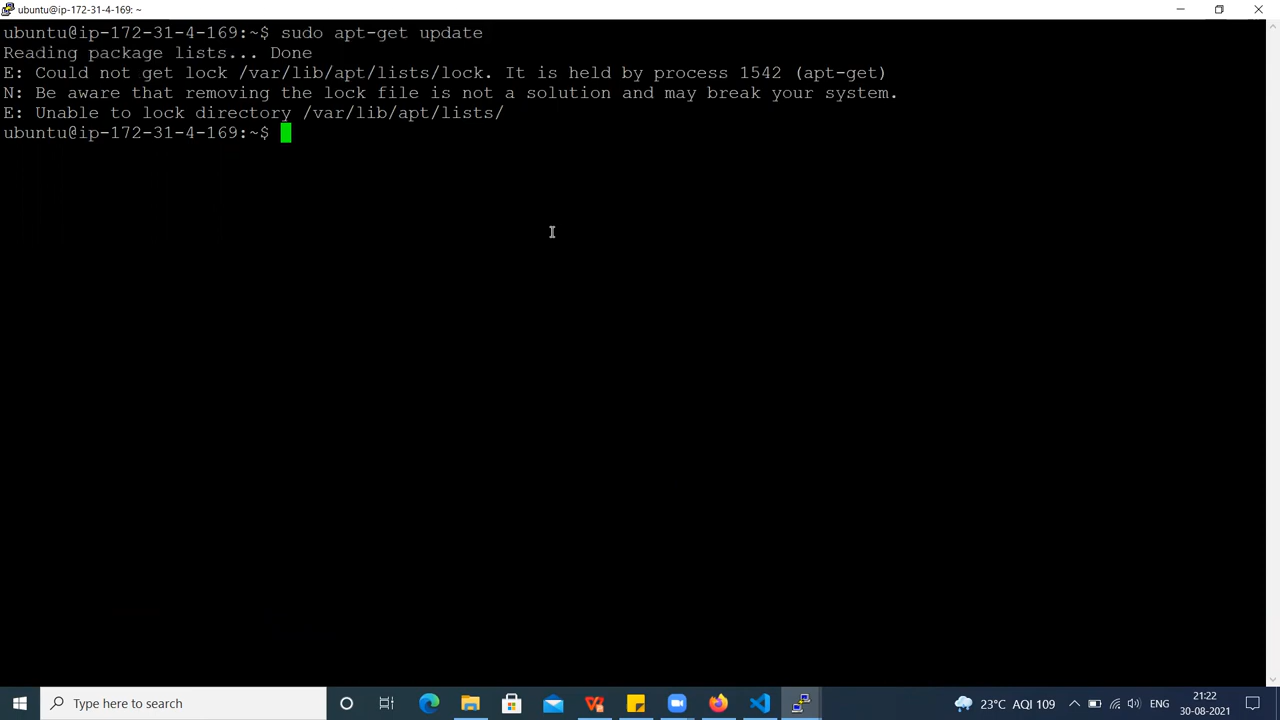 ubuntu@ip-172-31-4-169: ~
ubuntu@ip-172-31-4-169:~$ sudo apt-get update
Reading package lists... Done
E: Could not get lock /var/lib/apt/lists/lock. It is held by process 1542 (apt-get)
N: Be aware that removing the lock file is not a solution and may break your system.
E: Unable to lock directory /var/lib/apt/lists/
ubuntu@ip-172-31-4-169:~$
Type here to search
23°C AQI 109
ENG
21:22
30-08-2021